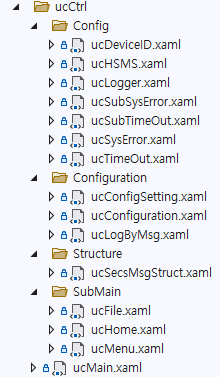 ucCtrl
Config
ucDeviceID.xaml
ucHSMS.xaml
ucLogger.xaml
ucSubSysError.xaml
ucSubTimeOut.xaml
ucSysError.xaml
ucTimeOut.xaml
Configuration
ucConfigSetting.xaml
ucConfiguration.xaml
ucLogByMsg.xaml
Structure
ucSecsMsgStruct.xaml
SubMain
ucFile.xaml
ucHome.xaml
ucMenu.xaml
ucMain.xaml